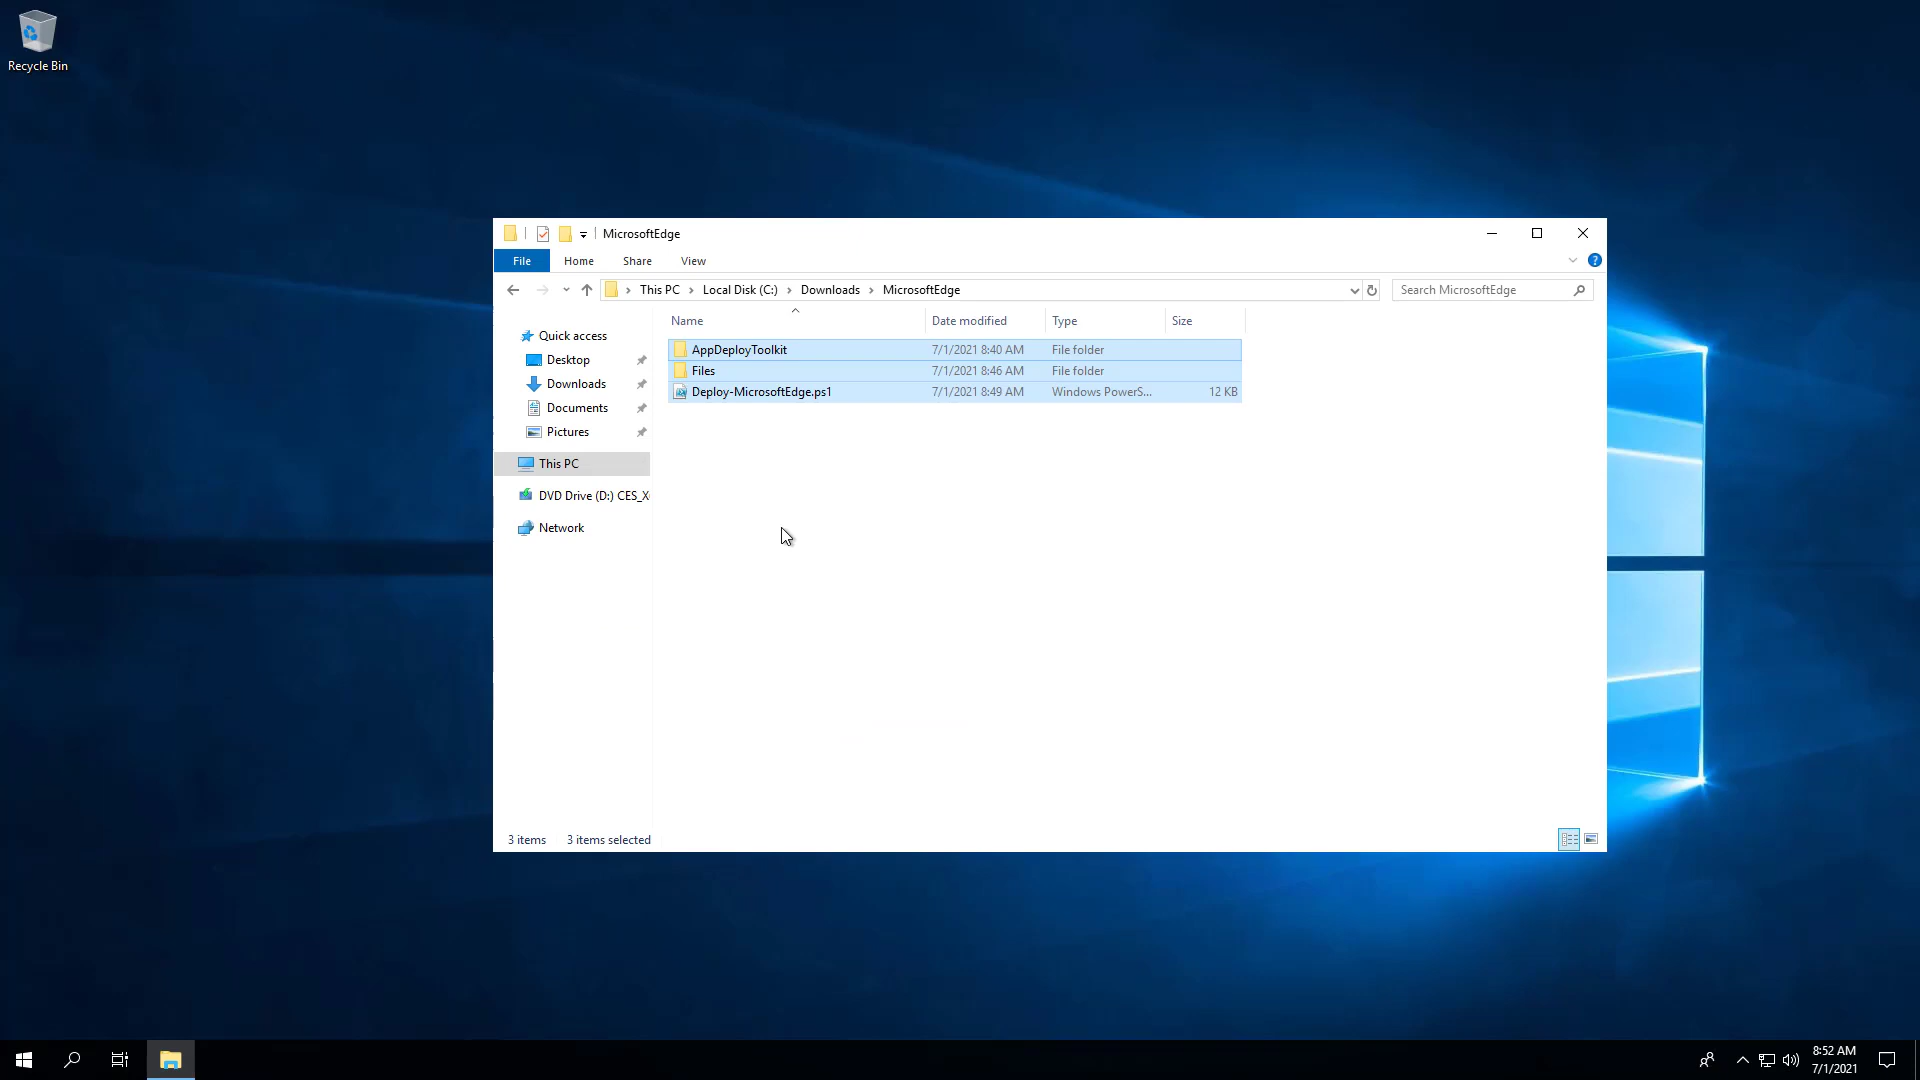 Recycle Bin
MicrosoftEdge
File Home Share View
This PC Local Disk (C:) Downloads MicrosoftEdge
Search MicrosoftEdge
Name Date modified Type Size
Quick access
Desktop
Downloads
Documents
Pictures
This PC
DVD Drive (D:) CES_X
Network
AppDeployToolkit 7/1/2021 8:40 AM File folder
Files 7/1/2021 8:46 AM File folder
Deploy-MicrosoftEdge.ps1 7/1/2021 8:49 AM Windows PowerS... 12 KB
3 items 3 items selected
8:52 AM
7/1/2021